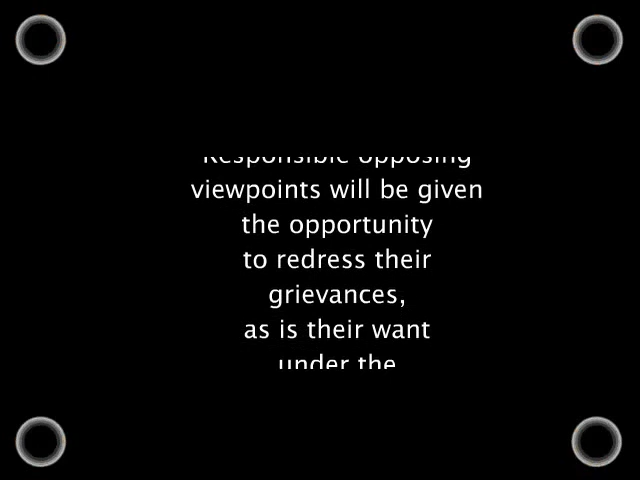 Responsible opposing
viewpoints will be given
the opportunity
to redress their
grievances,
as is their want
under the